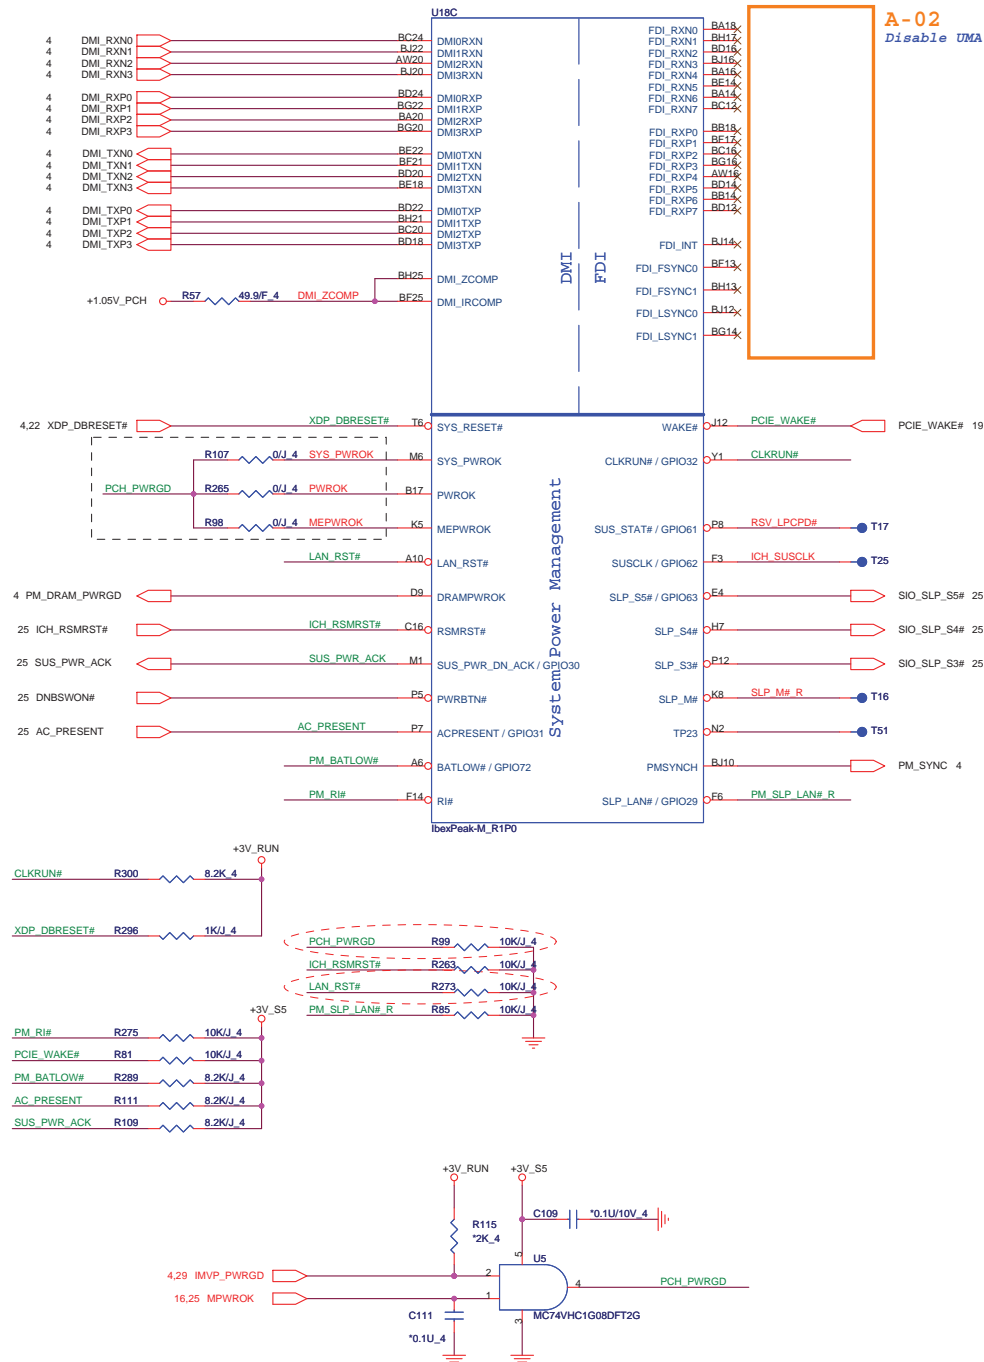 U18C
A-02
Disable UMA
4 DMI_RXN0 BC24 DMI0RXN
4 DMI_RXN1 BJ22 DMI1RXN
4 DMI_RXN2 AW20 DMI2RXN
4 DMI_RXN3 BJ20 DMI3RXN
4 DMI_RXP0 BD24 DMI0RXP
4 DMI_RXP1 BG22 DMI1RXP
4 DMI_RXP2 BA20 DMI2RXP
4 DMI_RXP3 BG20 DMI3RXP
4 DMI_TXN0 BE22 DMI0TXN
4 DMI_TXN1 BF21 DMI1TXN
4 DMI_TXN2 BD20 DMI2TXN
4 DMI_TXN3 BE18 DMI3TXN
4 DMI_TXP0 BD22 DMI0TXP
4 DMI_TXP1 BH21 DMI1TXP
4 DMI_TXP2 BC20 DMI2TXP
4 DMI_TXP3 BD18 DMI3TXP
BH25 DMI_ZCOMP
+1.05V_PCH R57 49.9/F_4 DMI_ZCOMP BF25 DMI_IRCOMP
DMI
FDI
FDI_RXN0 BA18
FDI_RXN1 BH17
FDI_RXN2 BD16
FDI_RXN3 BJ16
FDI_RXN4 BA16
FDI_RXN5 BE14
FDI_RXN6 BA14
FDI_RXN7 BC12
FDI_RXP0 BB18
FDI_RXP1 BF17
FDI_RXP2 BC16
FDI_RXP3 BG16
FDI_RXP4 AW16
FDI_RXP5 BD14
FDI_RXP6 BB14
FDI_RXP7 BD12
FDI_INT BJ14
FDI_FSYNC0 BF13
FDI_FSYNC1 BH13
FDI_LSYNC0 BJ12
FDI_LSYNC1 BG14
4,22 XDP_DBRESET# XDP_DBRESET# T6 SYS_RESET#
R107 0/J_4 SYS_PWROK M6 SYS_PWROK
PCH_PWRGD R265 0/J_4 PWROK B17 PWROK
R98 0/J_4 MEPWROK K5 MEPWROK
LAN_RST# A10 LAN_RST#
4 PM_DRAM_PWRGD D9 DRAMPWROK
25 ICH_RSMRST# ICH_RSMRST# C16 RSMRST#
25 SUS_PWR_ACK SUS_PWR_ACK M1 SUS_PWR_DN_ACK / GPIO30
25 DNBSWON# P5 PWRBTN#
25 AC_PRESENT AC_PRESENT P7 ACPRESENT / GPIO31
PM_BATLOW# A6 BATLOW# / GPIO72
PM_RI# F14 RI#
System Power Management
WAKE# J12 PCIE_WAKE# PCIE_WAKE# 19
CLKRUN# / GPIO32 Y1 CLKRUN#
SUS_STAT# / GPIO61 P8 RSV_LPCPD# T17
SUSCLK / GPIO62 F3 ICH_SUSCLK T25
SLP_S5# / GPIO63 E4 SIO_SLP_S5# 25
SLP_S4# H7 SIO_SLP_S4# 25
SLP_S3# P12 SIO_SLP_S3# 25
SLP_M# K8 SLP_M#_R T16
TP23 N2 T51
PMSYNCH BJ10 PM_SYNC 4
SLP_LAN# / GPIO29 F6 PM_SLP_LAN#_R
IbexPeak-M_R1P0
+3V_RUN
CLKRUN# R300 8.2K_4
XDP_DBRESET# R296 1K/J_4
PCH_PWRGD R99 10K/J_4
ICH_RSMRST# R263 10K/J_4
LAN_RST# R273 10K/J_4
PM_SLP_LAN#_R R85 10K/J_4
+3V_S5
PM_RI# R275 10K/J_4
PCIE_WAKE# R81 10K/J_4
PM_BATLOW# R289 8.2K/J_4
AC_PRESENT R111 8.2K/J_4
SUS_PWR_ACK R109 8.2K/J_4
+3V_RUN +3V_S5
C109 *0.1U/10V_4
R115
*2K_4
5 U5
4,29 IMVP_PWRGD 2
4 PCH_PWRGD
16,25 MPWROK 1
3 MC74VHC1G08DFT2G
C111
*0.1U_4